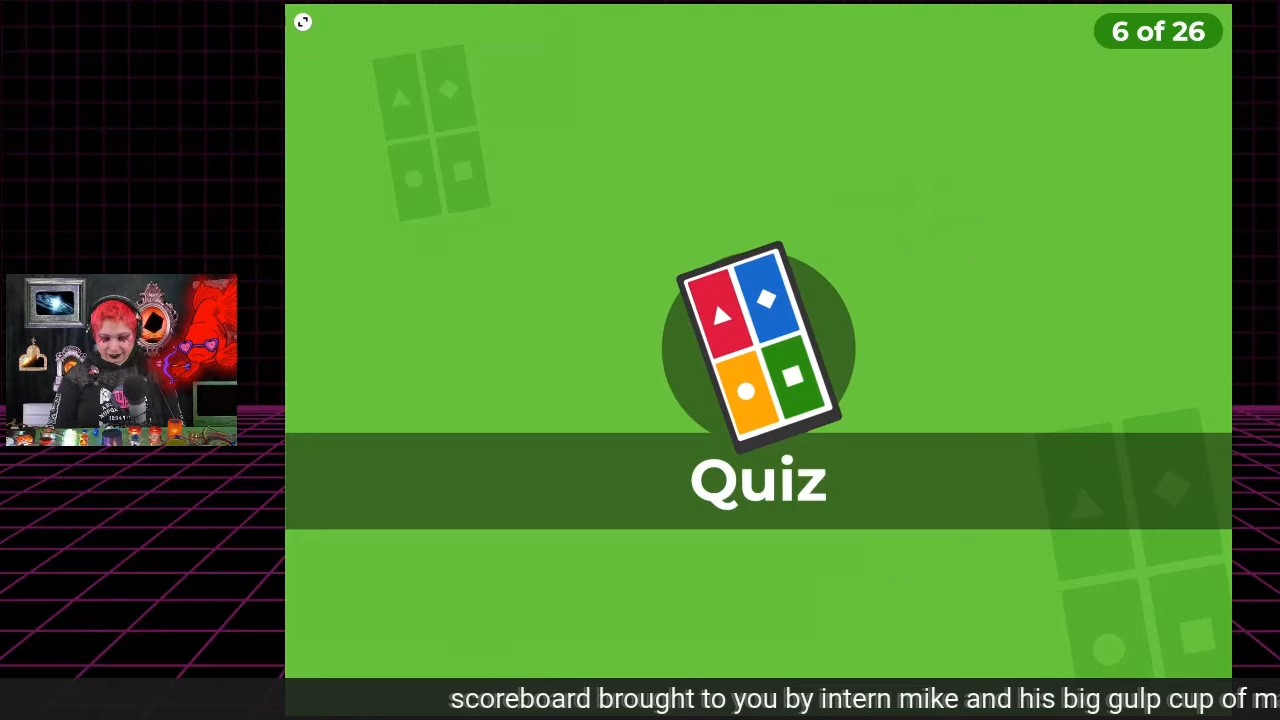 6 of 26
Quiz
scoreboard brought to you by intern mike and his big gulp cup of m